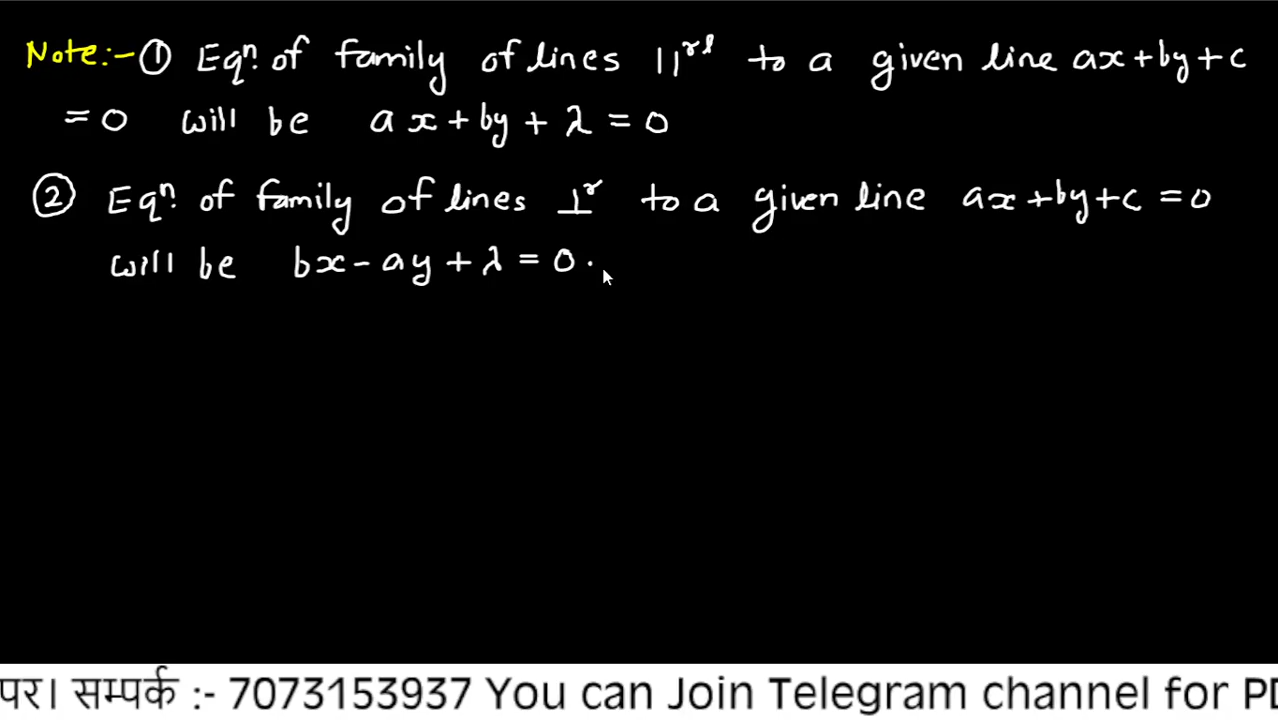 Note:- ① Eqⁿ. of family of lines ||ʳˡ to a given line ax+by+c
=0 will be ax+by+λ=0
② Eqⁿ. of family of lines ⊥ʳ to a given line ax+by+c=0
will be bx-ay+λ=0.
पर। सम्पर्क :- 7073153937 You can Join Telegram channel for PD